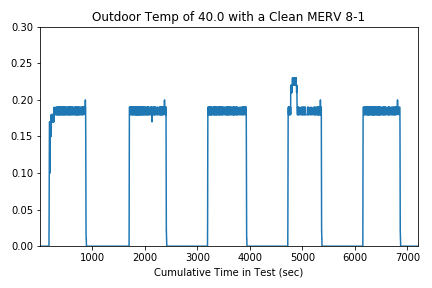 Outdoor Temp of 40.0 with a Clean MERV 8-1
0.30
0.25
0.20
0.15
0.10
0.05
0.00
1000 2000 3000 4000 5000 6000 7000
Cumulative Time in Test (sec)